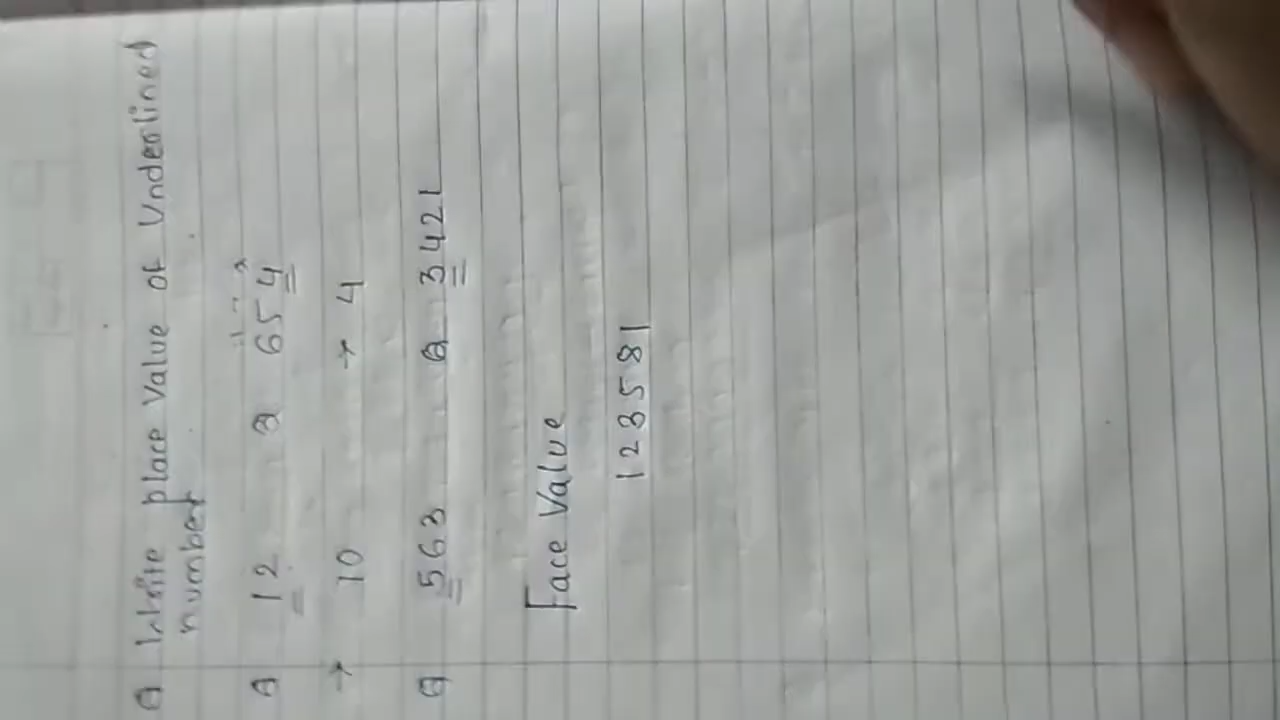 Q Write place value of Underlined
number
Q 12 Q 654
→ 10 → 4
Q 563 Q 3421
Face Value
123581